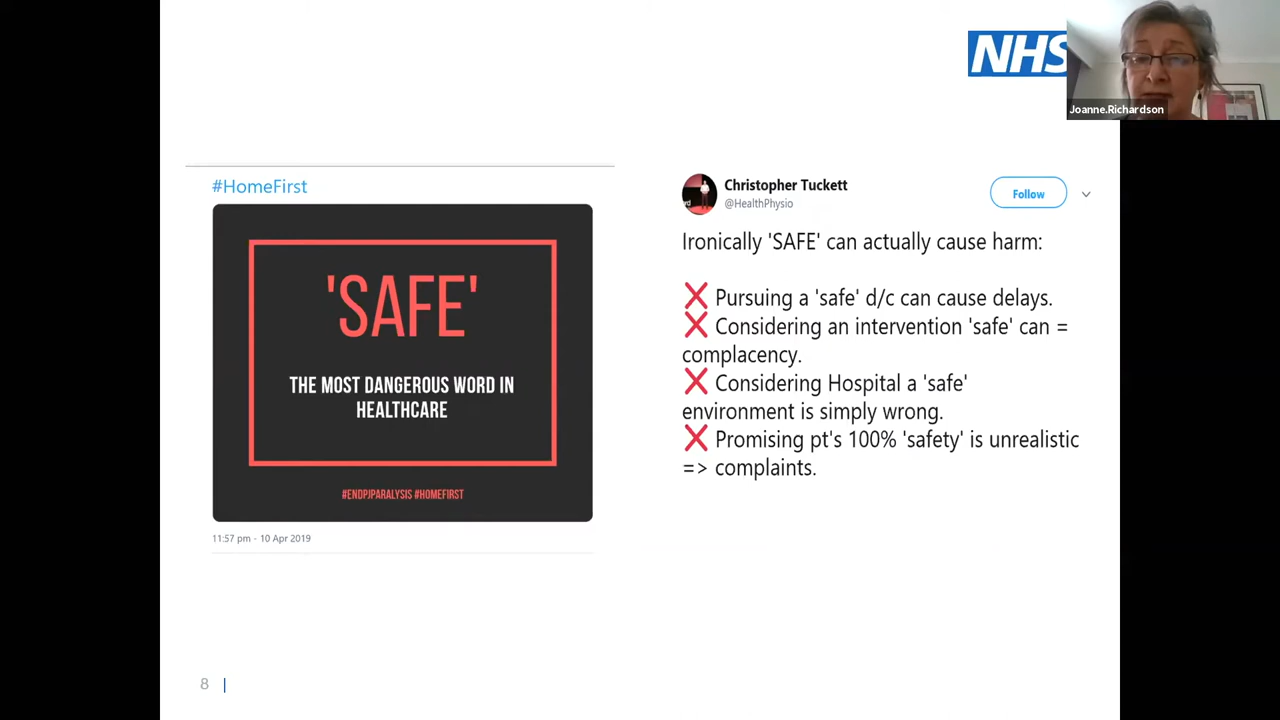 NHS
Joanne.Richardson
#HomeFirst
'SAFE'
THE MOST DANGEROUS WORD IN
HEALTHCARE
#ENDPJPARALYSIS #HOMEFIRST
11:57 pm - 10 Apr 2019
Christopher Tuckett
@HealthPhysio
Follow
Ironically 'SAFE' can actually cause harm:
❌ Pursuing a 'safe' d/c can cause delays.
❌ Considering an intervention 'safe' can =
complacency.
❌ Considering Hospital a 'safe'
environment is simply wrong.
❌ Promising pt's 100% 'safety' is unrealistic
=> complaints.
8 |